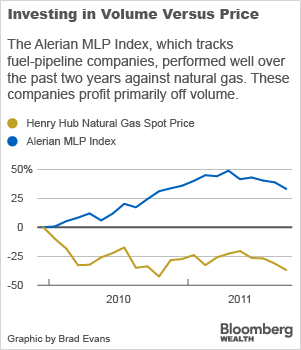 Investing in Volume Versus Price
The Alerian MLP Index, which tracks
fuel-pipeline companies, performed well over
the past two years against natural gas. These
companies profit primarily off volume.
Henry Hub Natural Gas Spot Price
Alerian MLP Index
50%
25
0
-25
-50
2010
2011
Graphic by Brad Evans
Bloomberg
WEALTH